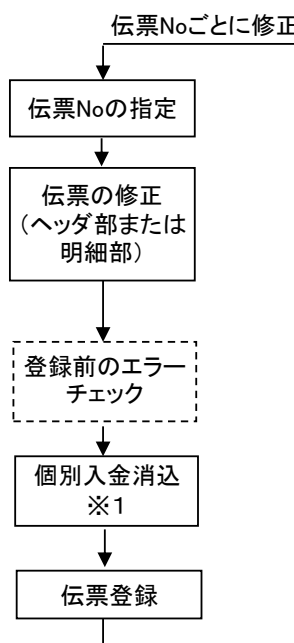 伝票Noごとに修正
伝票Noの指定
伝票の修正
(ヘッダ部または
明細部)
登録前のエラー
チェック
個別入金消込
※1
伝票登録